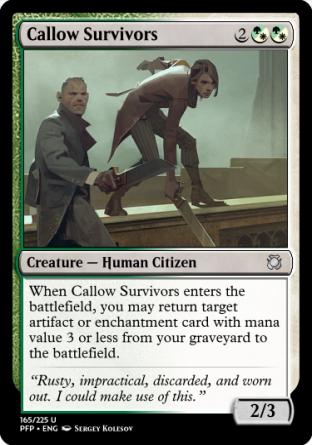 Callow Survivors 2
Creature — Human Citizen
When Callow Survivors enters the
battlefield, you may return target
artifact or enchantment card with mana
value 3 or less from your graveyard to
the battlefield.
“Rusty, impractical, discarded, and worn
out. I could make use of this.”
2/3
165/225 U
PFP • ENG Sergey Kolesov